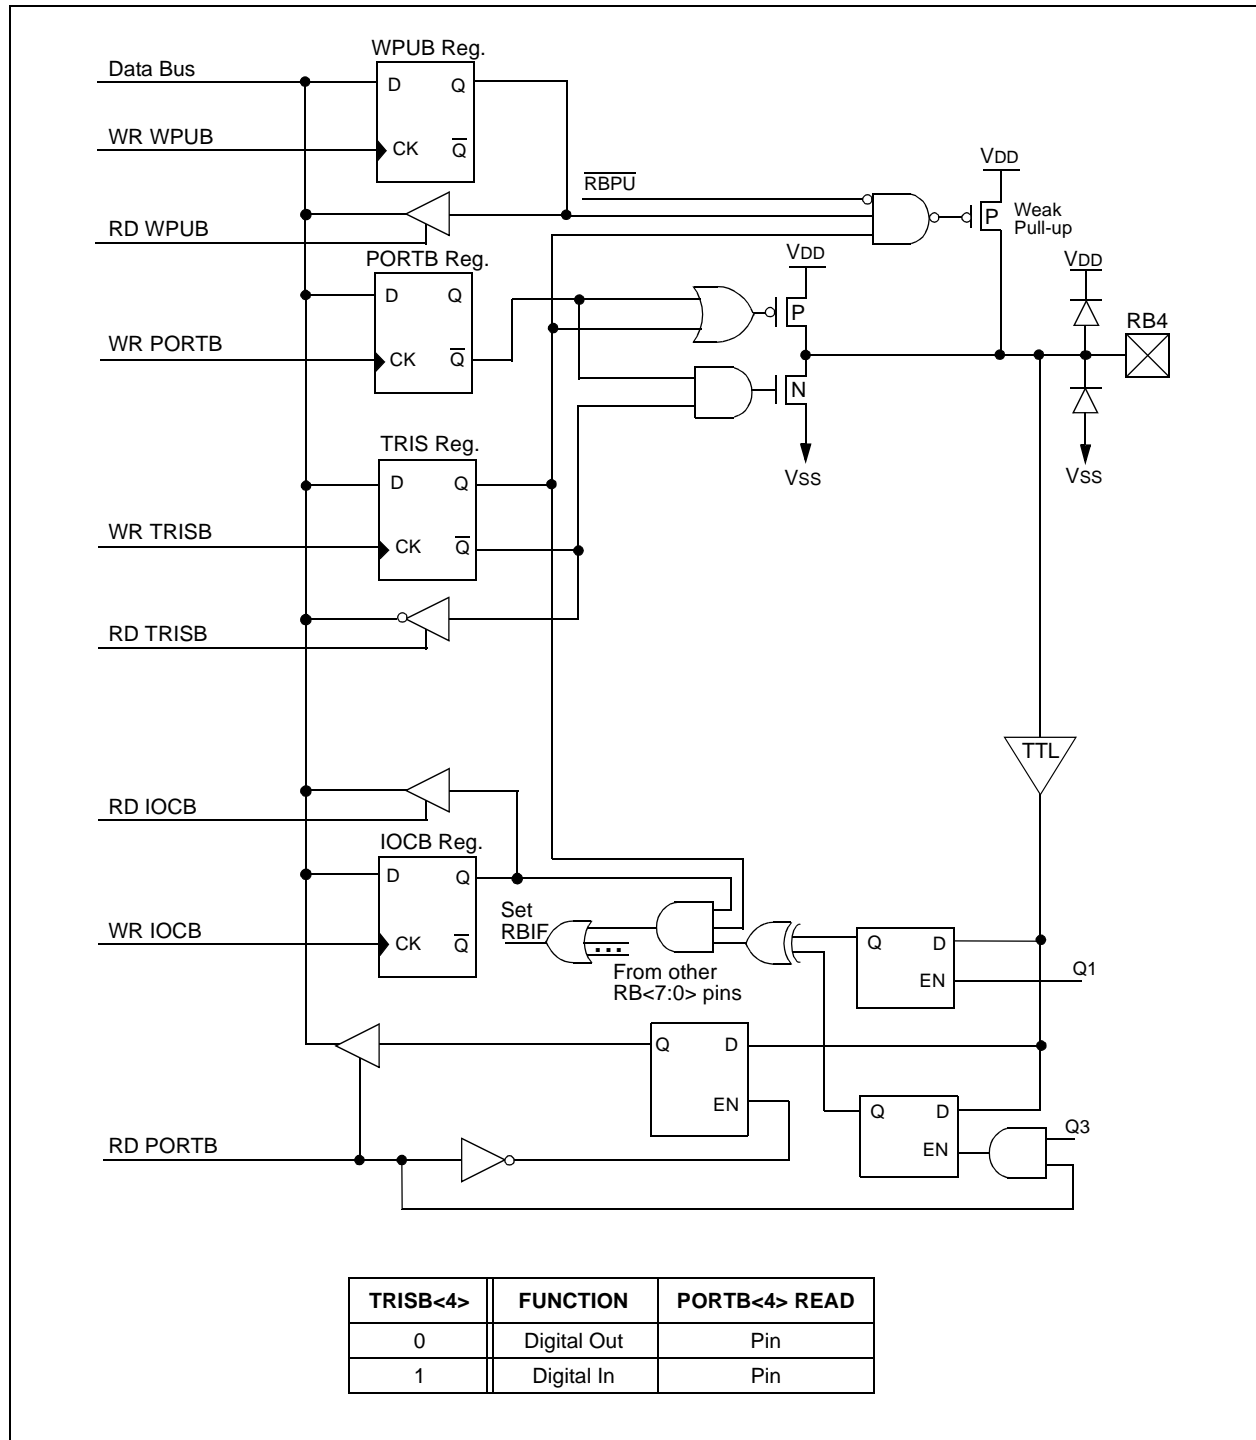 WPUB Reg.
Data Bus
D Q
WR WPUB
CK Q̅
RD WPUB
R̅B̅P̅U̅
VDD
P Weak
Pull-up
PORTB Reg.
D Q
WR PORTB
CK Q̅
VDD
P
N
VSS
VDD
RB4
VSS
TRIS Reg.
D Q
WR TRISB
CK Q̅
RD TRISB
TTL
RD IOCB
IOCB Reg.
D Q
WR IOCB
CK Q̅
Set
RBIF
...
From other
RB<7:0> pins
Q D
EN Q1
Q D
EN
Q D
EN Q3
RD PORTB
TRISB<4> FUNCTION PORTB<4> READ
0 Digital Out Pin
1 Digital In Pin